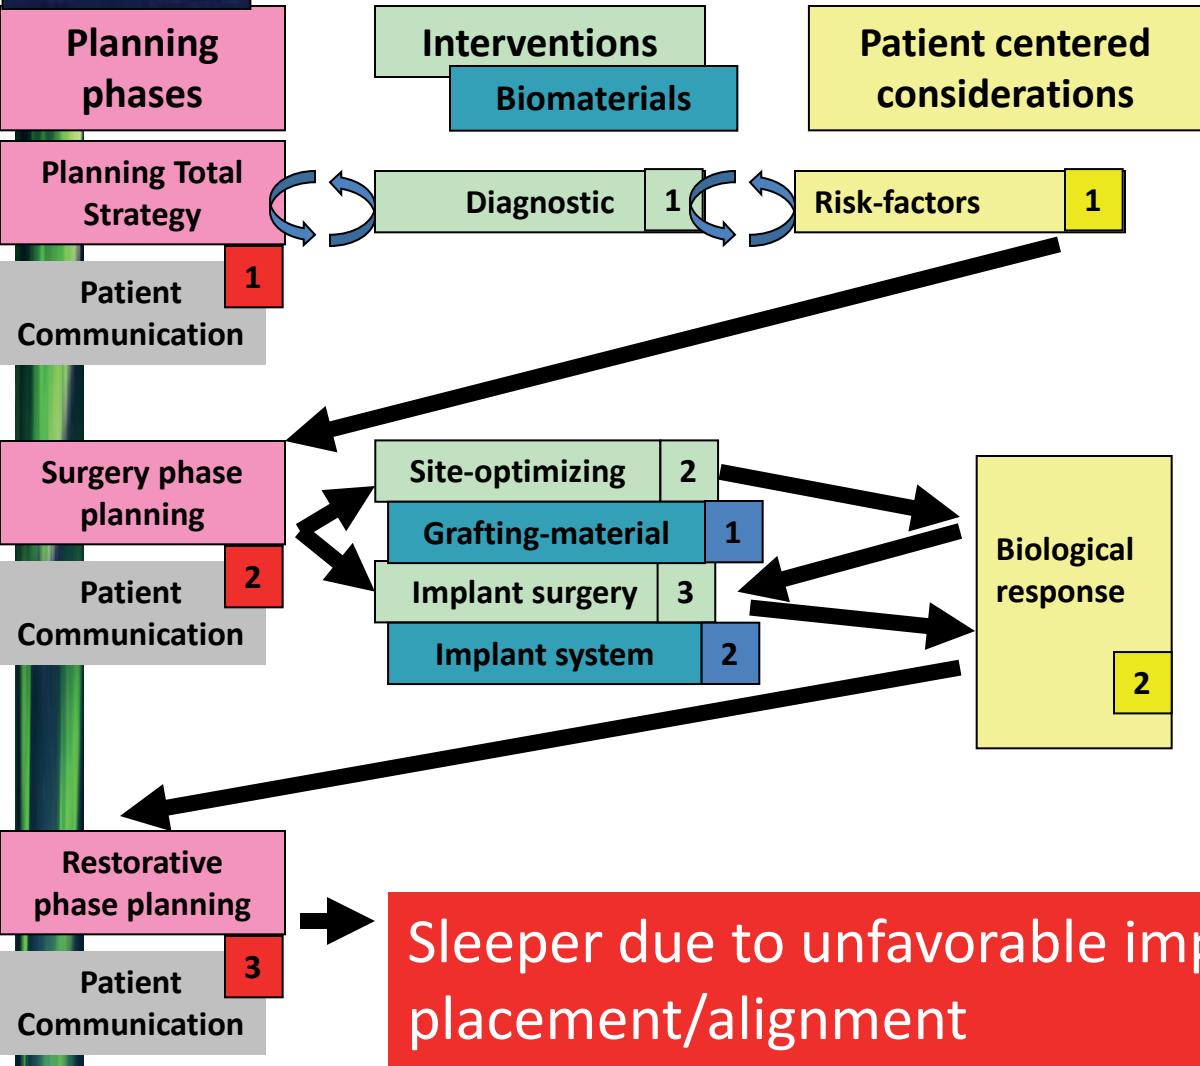 Planning
phases
Interventions
Biomaterials
Patient centered
considerations
Planning Total
Strategy
1
Patient
Communication
Diagnostic
1
Risk-factors
1
Surgery phase
planning
2
Patient
Communication
Site-optimizing
2
Grafting-material
1
Implant surgery
3
Implant system
2
Biological
response
2
Restorative
phase planning
3
Patient
Communication
Sleeper due to unfavorable
placement/alignment